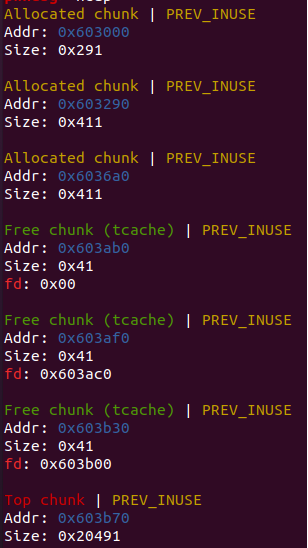 Allocated chunk | PREV_INUSE
Addr: 0x603000
Size: 0x291
Allocated chunk | PREV_INUSE
Addr: 0x603290
Size: 0x411
Allocated chunk | PREV_INUSE
Addr: 0x6036a0
Size: 0x411
Free chunk (tcache) | PREV_INUSE
Addr: 0x603ab0
Size: 0x41
fd: 0x00
Free chunk (tcache) | PREV_INUSE
Addr: 0x603af0
Size: 0x41
fd: 0x603ac0
Free chunk (tcache) | PREV_INUSE
Addr: 0x603b30
Size: 0x41
fd: 0x603b00
Top chunk | PREV_INUSE
Addr: 0x603b70
Size: 0x20491